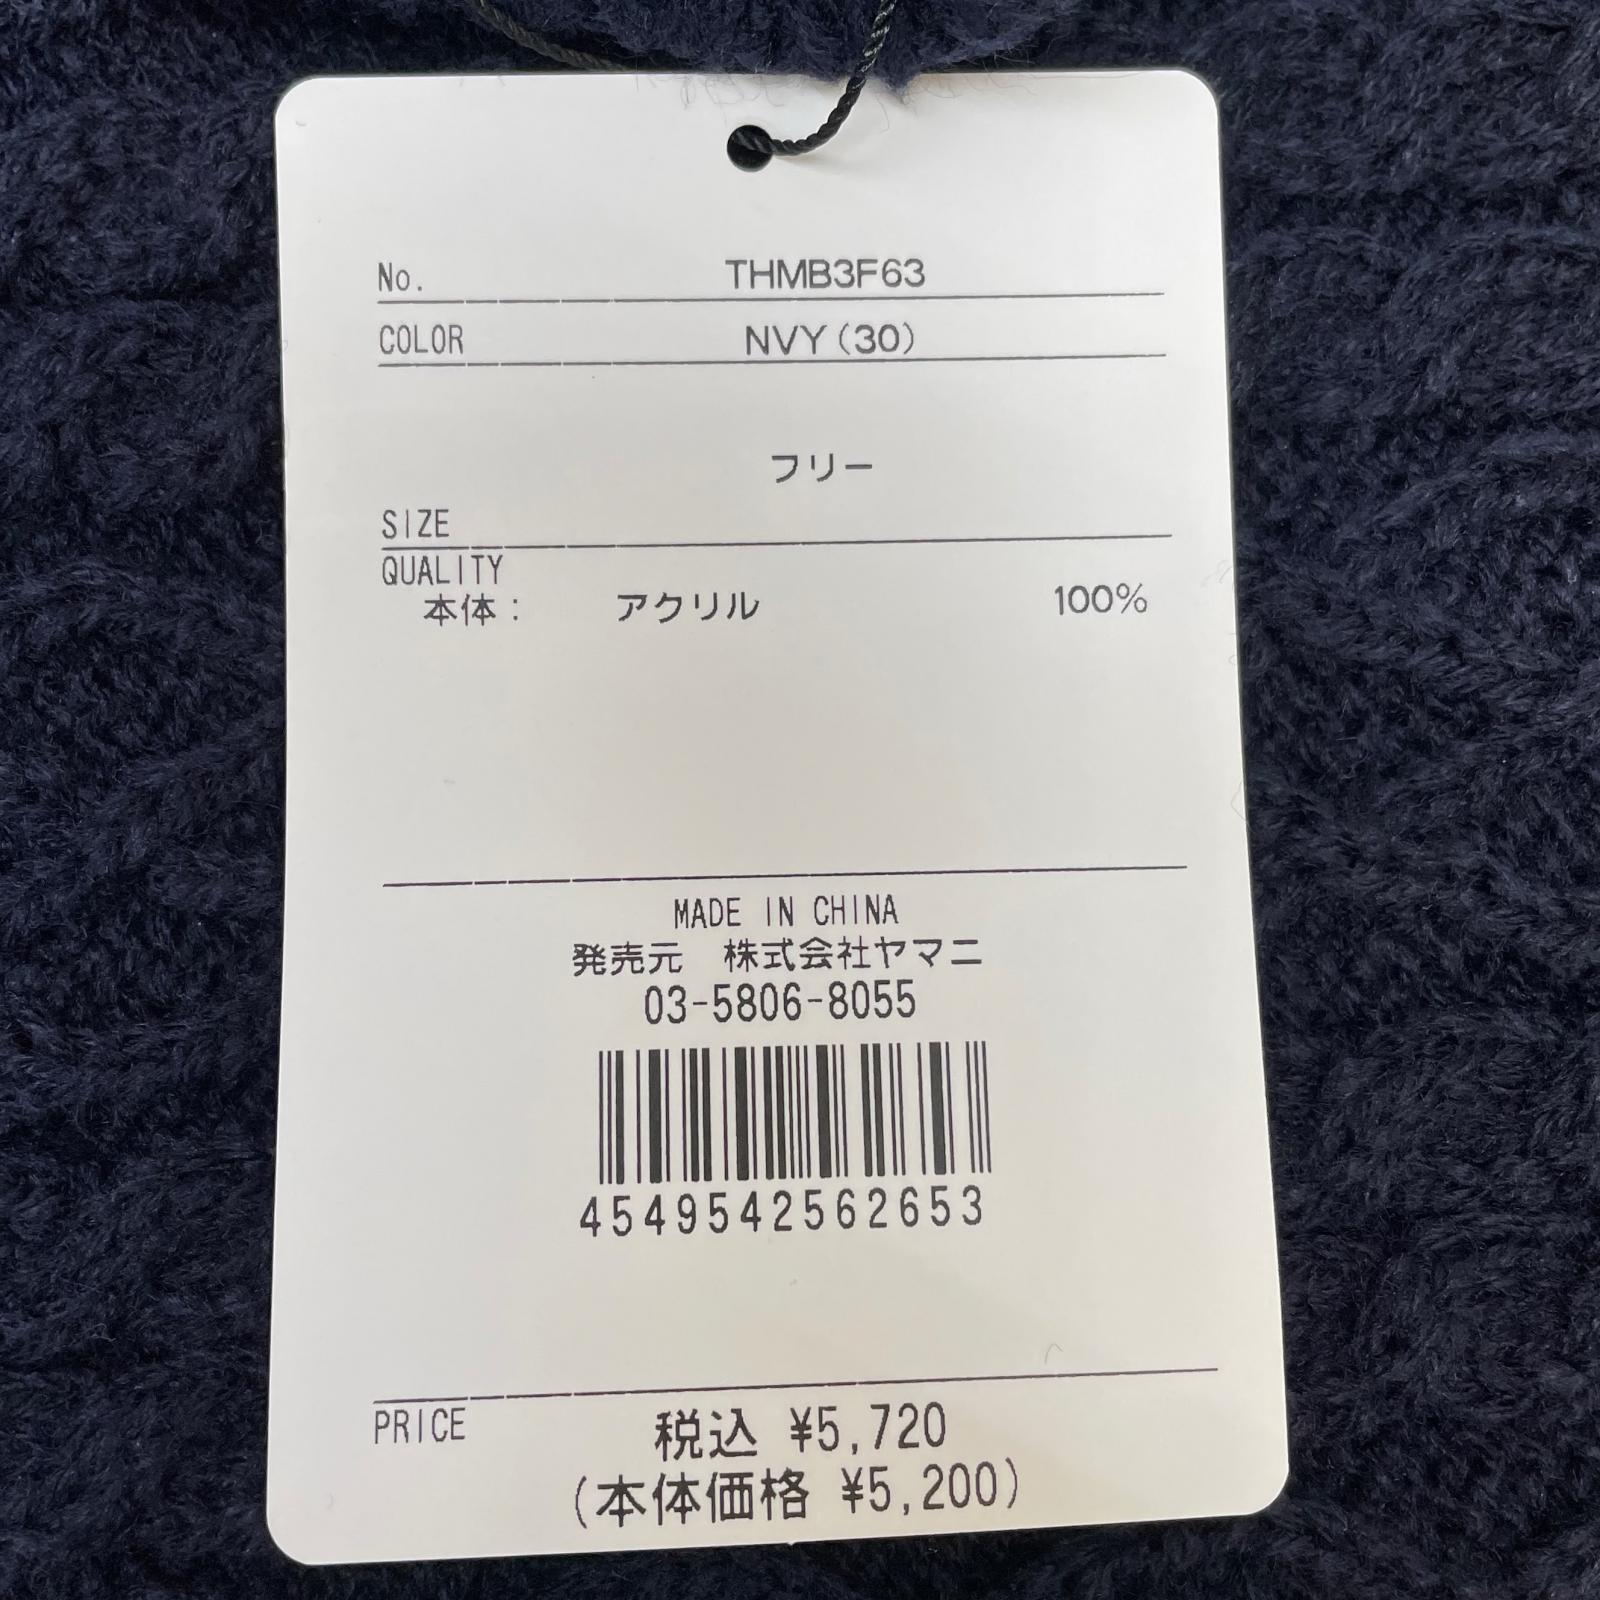 No. THMB3F63
COLOR NVY(30)
フリー
SIZE
QUALITY
本体： アクリル 100%
MADE IN CHINA
発売元　株式会社ヤマニ
03-5806-8055
4549542562653
PRICE 税込 ¥5,720
(本体価格 ¥5,200)